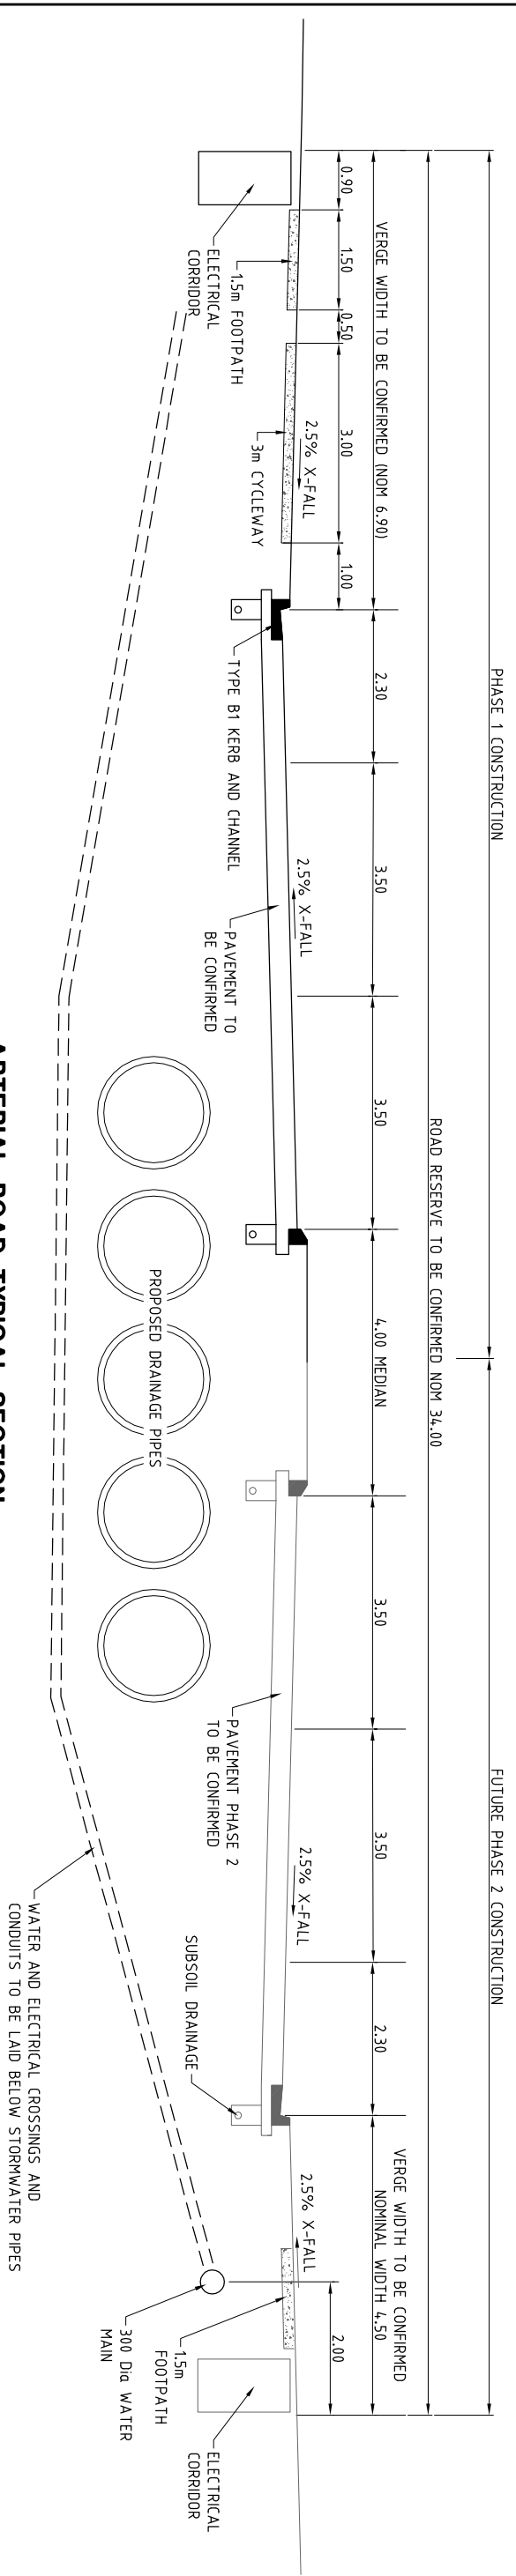 PHASE 1 CONSTRUCTION
FUTURE PHASE 2 CONSTRUCTION
ROAD RESERVE TO BE CONFIRMED NOM 34.00
VERGE WIDTH TO BE CONFIRMED (NOM 6.90)
2.30
3.50
3.50
4.00 MEDIAN
3.50
3.50
2.30
VERGE WIDTH TO BE CONFIRMED
NOMINAL WIDTH 4.50
0.90
1.50
0.50
3.00
1.00
2.00
2.5% X-FALL
2.5% X-FALL
2.5% X-FALL
2.5% X-FALL
ELECTRICAL
CORRIDOR
1.5m FOOTPATH
3m CYCLEWAY
TYPE B1 KERB AND CHANNEL
PAVEMENT TO
BE CONFIRMED
PROPOSED DRAINAGE PIPES
PAVEMENT PHASE 2
TO BE CONFIRMED
SUBSOIL DRAINAGE
1.5m
FOOTPATH
ELECTRICAL
CORRIDOR
300 Dia WATER
MAIN
WATER AND ELECTRICAL CROSSINGS AND
CONDUITS TO BE LAID BELOW STORMWATER PIPES
ARTERIAL ROAD TYPICAL SECTION